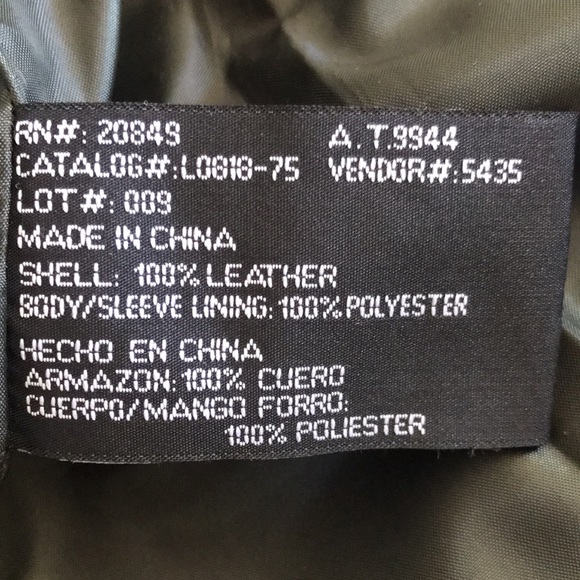 RN#: 20849 A.T.9944
CATALOG#:L0818-75 VENDOR#:5435
LOT#: 009
MADE IN CHINA
SHELL: 100% LEATHER
BODY/SLEEVE LINING: 100% POLYESTER
HECHO EN CHINA
ARMAZON: 100% CUERO
CUERPO/MANGO FORRO:
100% POLIESTER